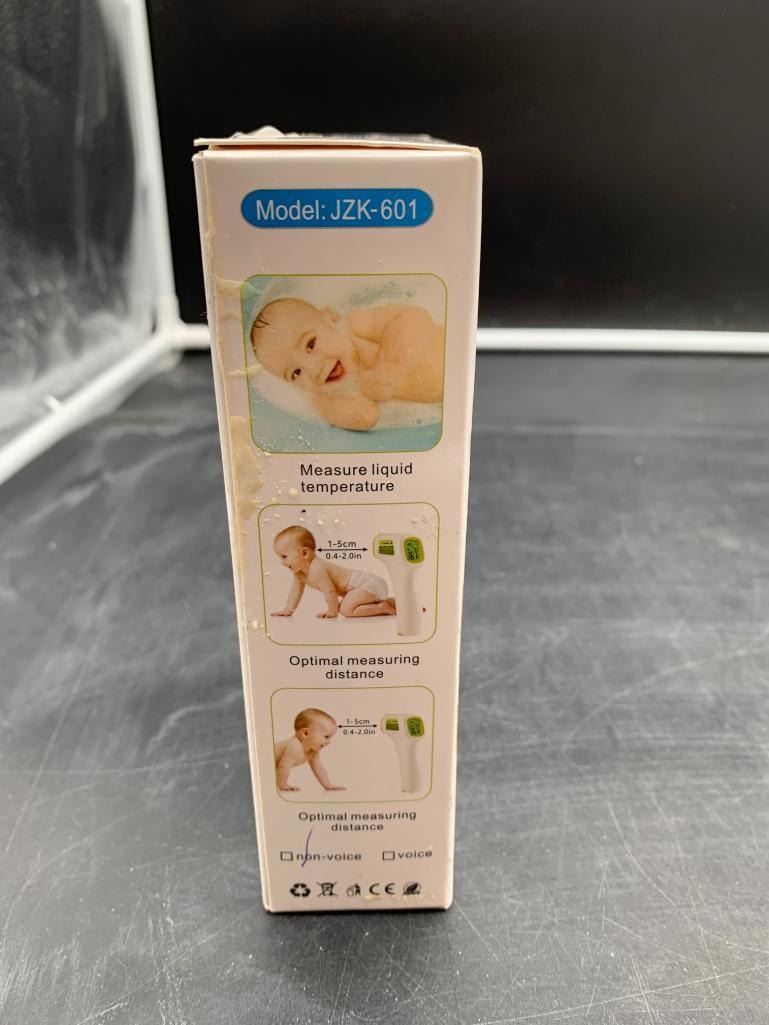 Model: JZK-601
Measure liquid
temperature
1-5cm
0.4-2.0in
Optimal measuring
distance
1-5cm
0.4-2.0in
Optimal measuring
distance
☐ non-voice ☐ voice
CE